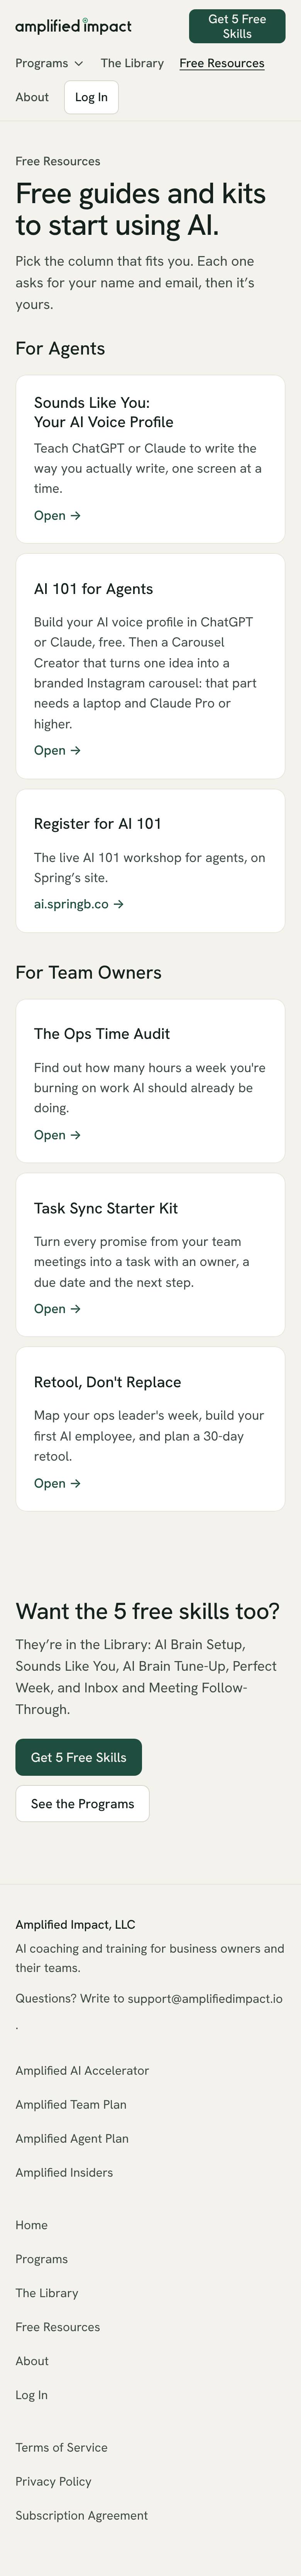 amplified impact
Get 5 Free
Skills
Programs
The Library
Free Resources
About
Log In
Free Resources
Free guides and kits
to start using AI.
Pick the column that fits you. Each one
asks for your name and email, then it’s
yours.
For Agents
Sounds Like You:
Your AI Voice Profile
Teach ChatGPT or Claude to write the
way you actually write, one screen at a
time.
Open →
AI 101 for Agents
Build your AI voice profile in ChatGPT
or Claude, free. Then a Carousel
Creator that turns one idea into a
branded Instagram carousel: that part
needs a laptop and Claude Pro or
higher.
Open →
Register for AI 101
The live AI 101 workshop for agents, on
Spring’s site.
ai.springb.co →
For Team Owners
The Ops Time Audit
Find out how many hours a week you're
burning on work AI should already be
doing.
Open →
Task Sync Starter Kit
Turn every promise from your team
meetings into a task with an owner, a
due date and the next step.
Open →
Retool, Don't Replace
Map your ops leader's week, build your
first AI employee, and plan a 30-day
retool.
Open →
Want the 5 free skills too?
They’re in the Library: AI Brain Setup,
Sounds Like You, AI Brain Tune-Up, Perfect
Week, and Inbox and Meeting Follow-
Through.
Get 5 Free Skills
See the Programs
Amplified Impact, LLC
AI coaching and training for business owners and
their teams.
Questions? Write to support@amplifiedimpact.io
.
Amplified AI Accelerator
Amplified Team Plan
Amplified Agent Plan
Amplified Insiders
Home
Programs
The Library
Free Resources
About
Log In
Terms of Service
Privacy Policy
Subscription Agreement